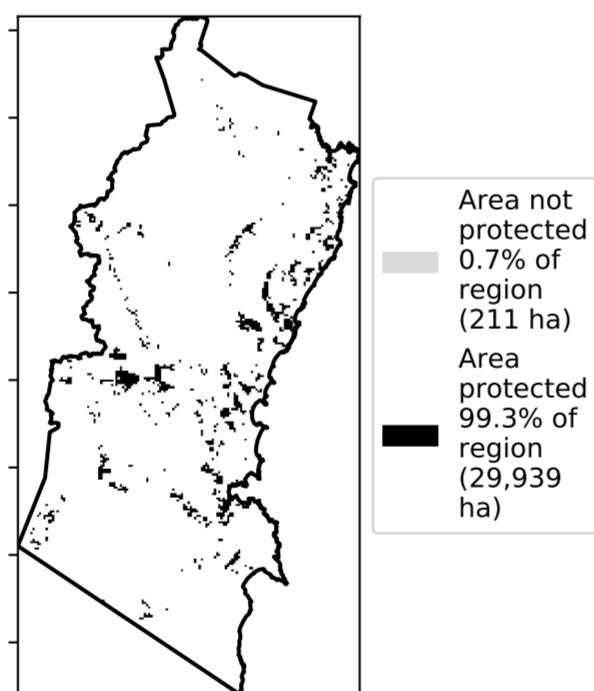 Area not
protected
0.7% of
region
(211 ha)
Area
protected
99.3% of
region
(29,939
ha)